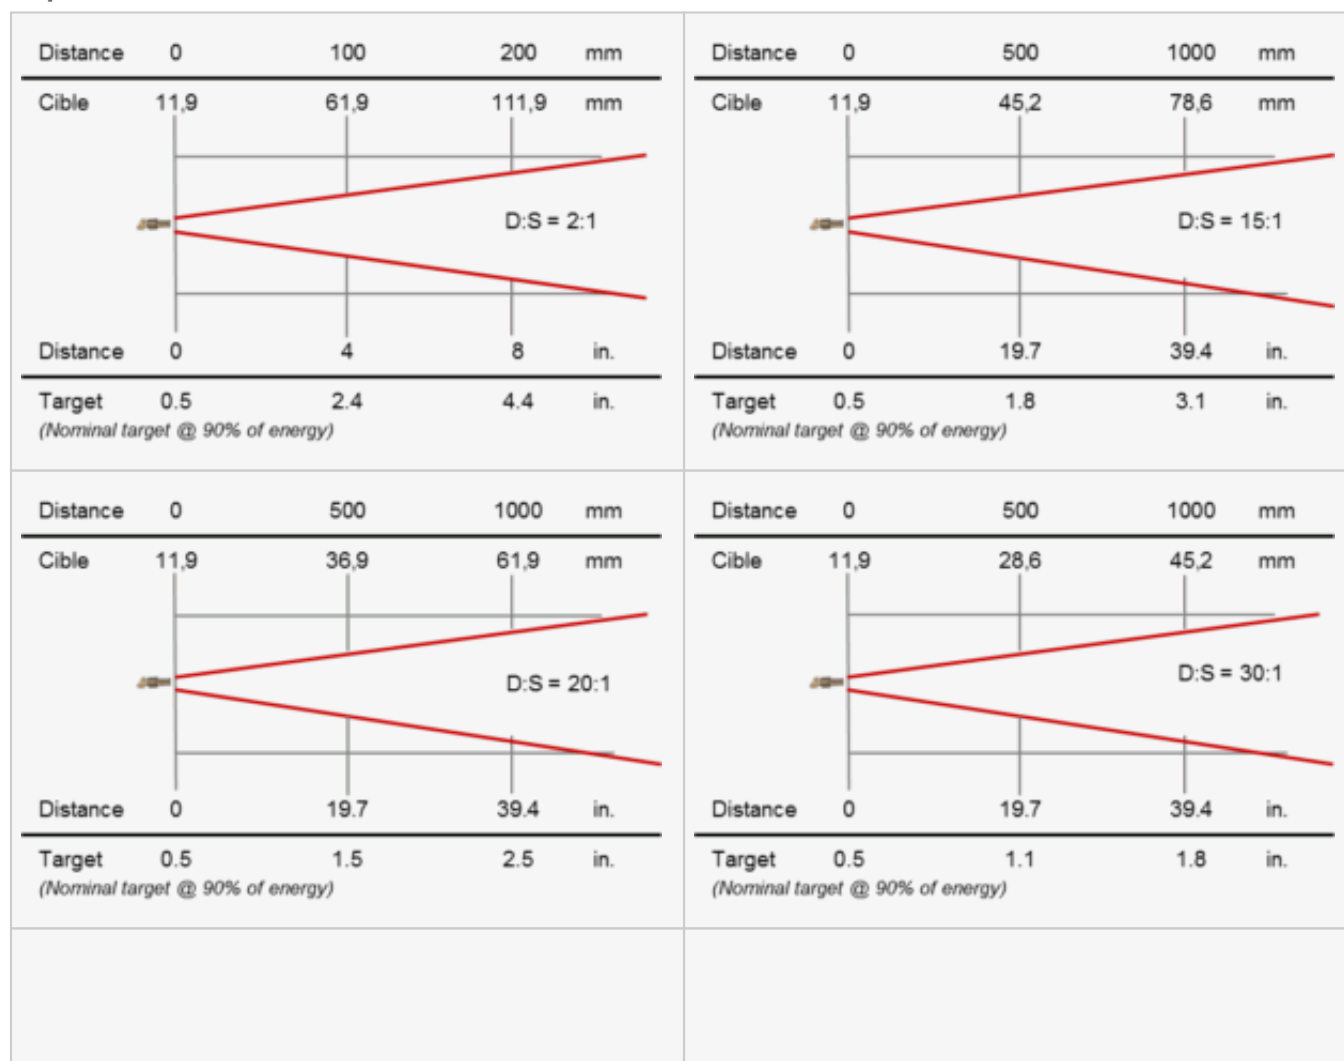 Distance 0 100 200 mm
Cible 11,9 61,9 111,9 mm
D:S = 2:1
Distance 0 4 8 in.
Target 0.5 2.4 4.4 in.
(Nominal target @ 90% of energy)
Distance 0 500 1000 mm
Cible 11,9 45,2 78,6 mm
D:S = 15:1
Distance 0 19.7 39.4 in.
Target 0.5 1.8 3.1 in.
(Nominal target @ 90% of energy)
Distance 0 500 1000 mm
Cible 11,9 36,9 61,9 mm
D:S = 20:1
Distance 0 19.7 39.4 in.
Target 0.5 1.5 2.5 in.
(Nominal target @ 90% of energy)
Distance 0 500 1000 mm
Cible 11,9 28,6 45,2 mm
D:S = 30:1
Distance 0 19.7 39.4 in.
Target 0.5 1.1 1.8 in.
(Nominal target @ 90% of energy)